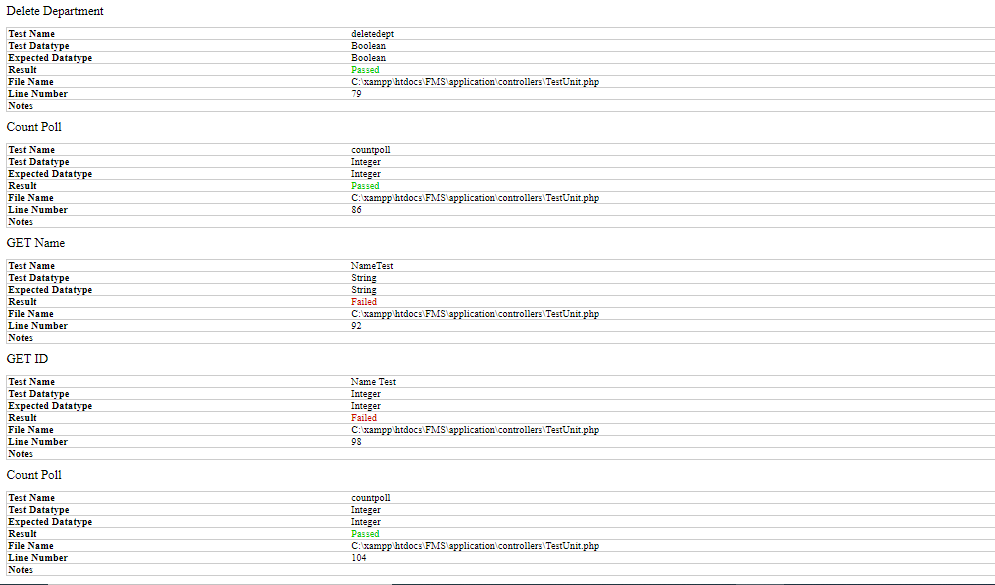 Delete Department
Test Name deletedept
Test Datatype Boolean
Expected Datatype Boolean
Result Passed
File Name C:\xampp\htdocs\FMS\application\controllers\TestUnit.php
Line Number 79
Notes
Count Poll
Test Name countpoll
Test Datatype Integer
Expected Datatype Integer
Result Passed
File Name C:\xampp\htdocs\FMS\application\controllers\TestUnit.php
Line Number 86
Notes
GET Name
Test Name NameTest
Test Datatype String
Expected Datatype String
Result Failed
File Name C:\xampp\htdocs\FMS\application\controllers\TestUnit.php
Line Number 92
Notes
GET ID
Test Name Name Test
Test Datatype Integer
Expected Datatype Integer
Result Failed
File Name C:\xampp\htdocs\FMS\application\controllers\TestUnit.php
Line Number 98
Notes
Count Poll
Test Name countpoll
Test Datatype Integer
Expected Datatype Integer
Result Passed
File Name C:\xampp\htdocs\FMS\application\controllers\TestUnit.php
Line Number 104
Notes